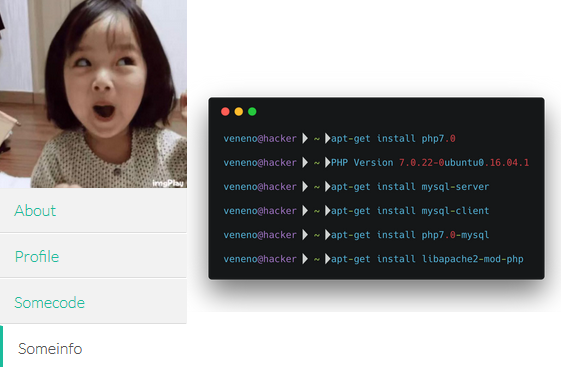 ImgPlay
About
Profile
Somecode
Someinfo
veneno@hacker ~ apt-get install php7.0
veneno@hacker ~ PHP Version 7.0.22-0ubuntu0.16.04.1
veneno@hacker ~ apt-get install mysql-server
veneno@hacker ~ apt-get install mysql-client
veneno@hacker ~ apt-get install php7.0-mysql
veneno@hacker ~ apt-get install libapache2-mod-php